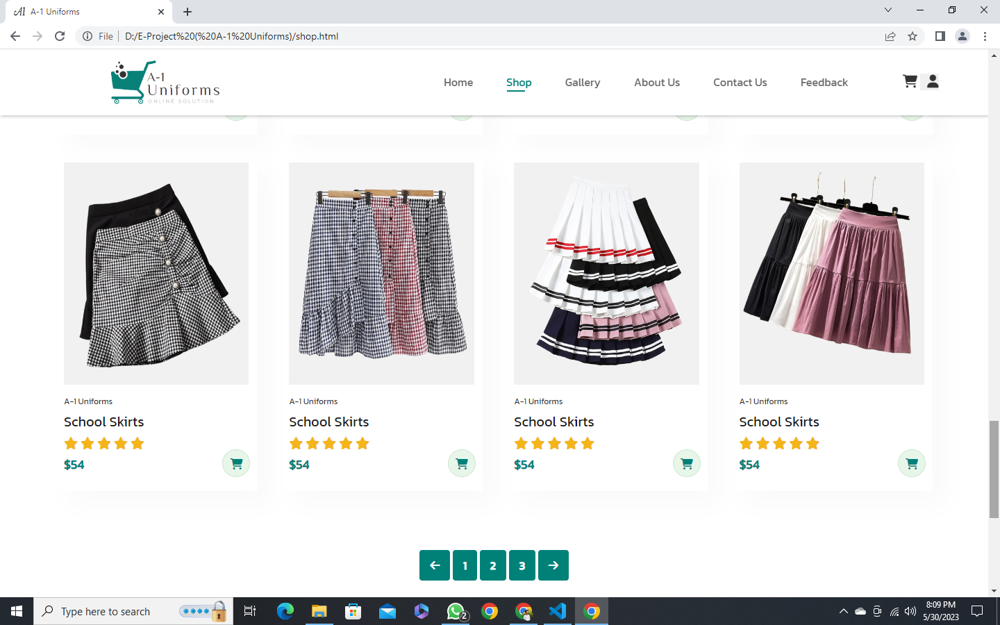 A1 A-1 Uniforms
File D:/E-Project%20(%20A-1%20Uniforms)/shop.html
A-1
Uniforms
ONLINE SOLUTION
Home Shop Gallery About Us Contact Us Feedback
A-1 Uniforms
School Skirts
$54
A-1 Uniforms
School Skirts
$54
A-1 Uniforms
School Skirts
$54
A-1 Uniforms
School Skirts
$54
1 2 3
Type here to search
2
8:09 PM
5/30/2023